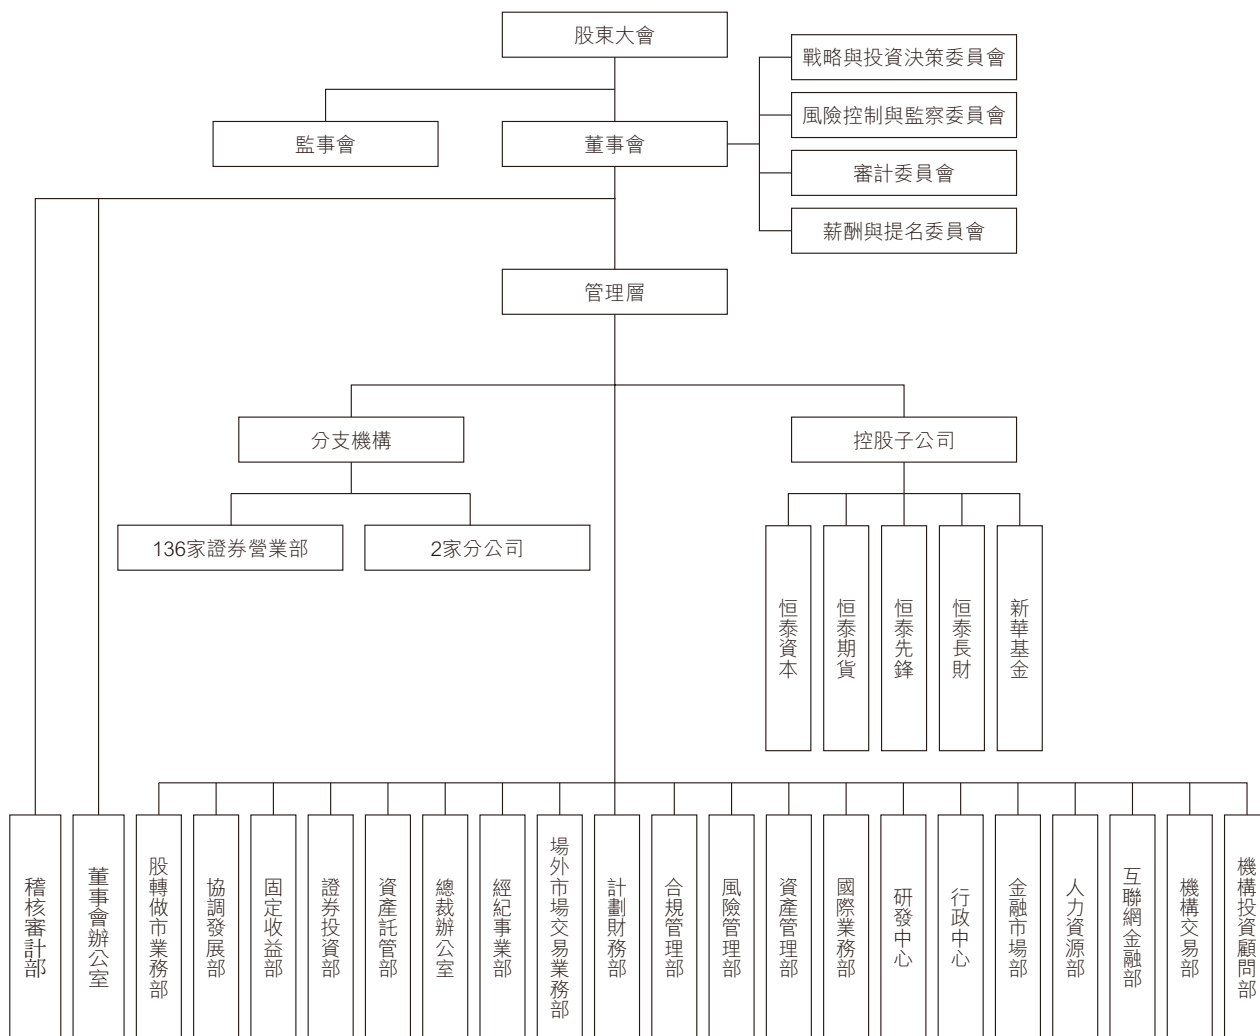 股東大會
戰略與投資決策委員會
風險控制與監察委員會
監事會
董事會
審計委員會
薪酬與提名委員會
管理層
分支機構
控股子公司
136家證券營業部
2家分公司
恒泰資本
恒泰期貨
恒泰先鋒
恒泰長財
新華基金
稽核審計部
董事會辦公室
股轉做市業務部
協調發展部
固定收益部
證券投資部
資產託管部
總裁辦公室
經紀事業部
場外市場交易業務部
計劃財務部
合規管理部
風險管理部
資產管理部
國際業務部
研發中心
行政中心
金融市場部
人力資源部
互聯網金融部
機構交易部
機構投資顧問部